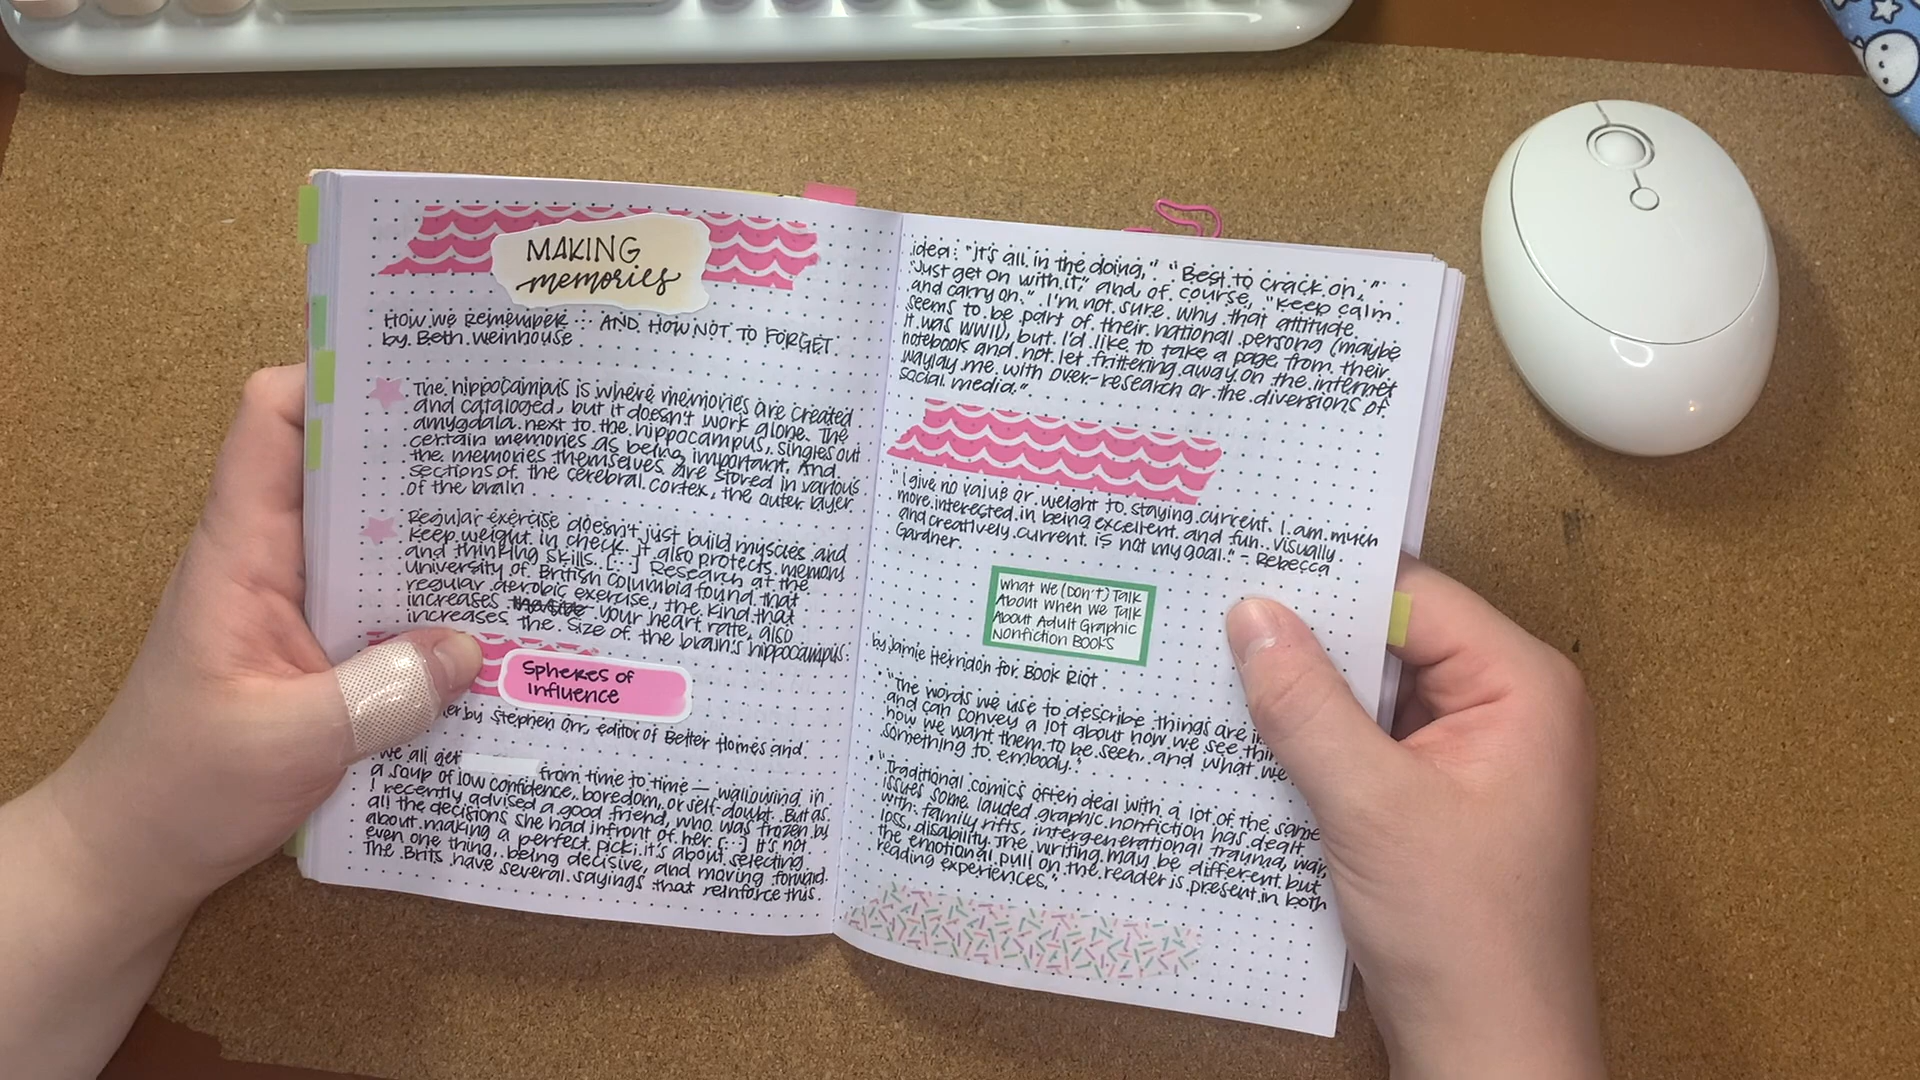 MAKING
memories
HOW WE REMEMBER... AND HOW NOT TO FORGET
by Beth Weinhouse
The hippocampus is where memories are created
and cataloged, but it doesn't work alone. The
amygdala next to the hippocampus, singles out
certain memories as being important. And
the memories themselves are stored in various
sections of the cerebral cortex, the outer layer
of the brain
Regular exercise doesn't just build muscles and
keep weight in check. it also protects memory
and thinking skills. [...] Research at the
University of British Columbia found that
regular aerobic exercise, the kind that
increases your heart rate, also
increases the size of the brain's hippocampus.
Spheres of
Influence
by Stephen Orr, editor of Better Homes and
we all get from time to time — wallowing in
a soup of low confidence, boredom, or self-doubt. But as
I recently advised a good friend, who was frozen by
all the decisions she had infront of her, [...] it's not
about making a perfect pick; it's about selecting
even one thing, being decisive, and moving forward.
The Brits have several sayings that reinforce this
idea: "it's all in the doing," "Best to crack on,"
"Just get on with it," and, of course, "keep calm
and carry on." I'm not sure why that attitude
seems to be part of their national persona (maybe
it was WWII), but I'd like to take a page from their
notebook and not let frittering away on the internet
waylay me with over-research or the diversions of
social media."
"I give no value or weight to staying current. I am much
more interested in being excellent and fun. Visually
and creatively current is not my goal." - Rebecca
Gardner
What We (Don't) Talk
About When We Talk
About Adult Graphic
Nonfiction Books
by Jamie Herndon for Book Riot
"The words we use to describe things are
and can convey a lot about how we see
how we want them to be seen, and what we
something to embody."
"Traditional comics often deal with a lot of the same
issues some lauded graphic nonfiction has dealt
with: family rifts, intergenerational trauma, war,
loss, disability. The writing may be different but
the emotional pull on the reader is present in both
reading experiences."